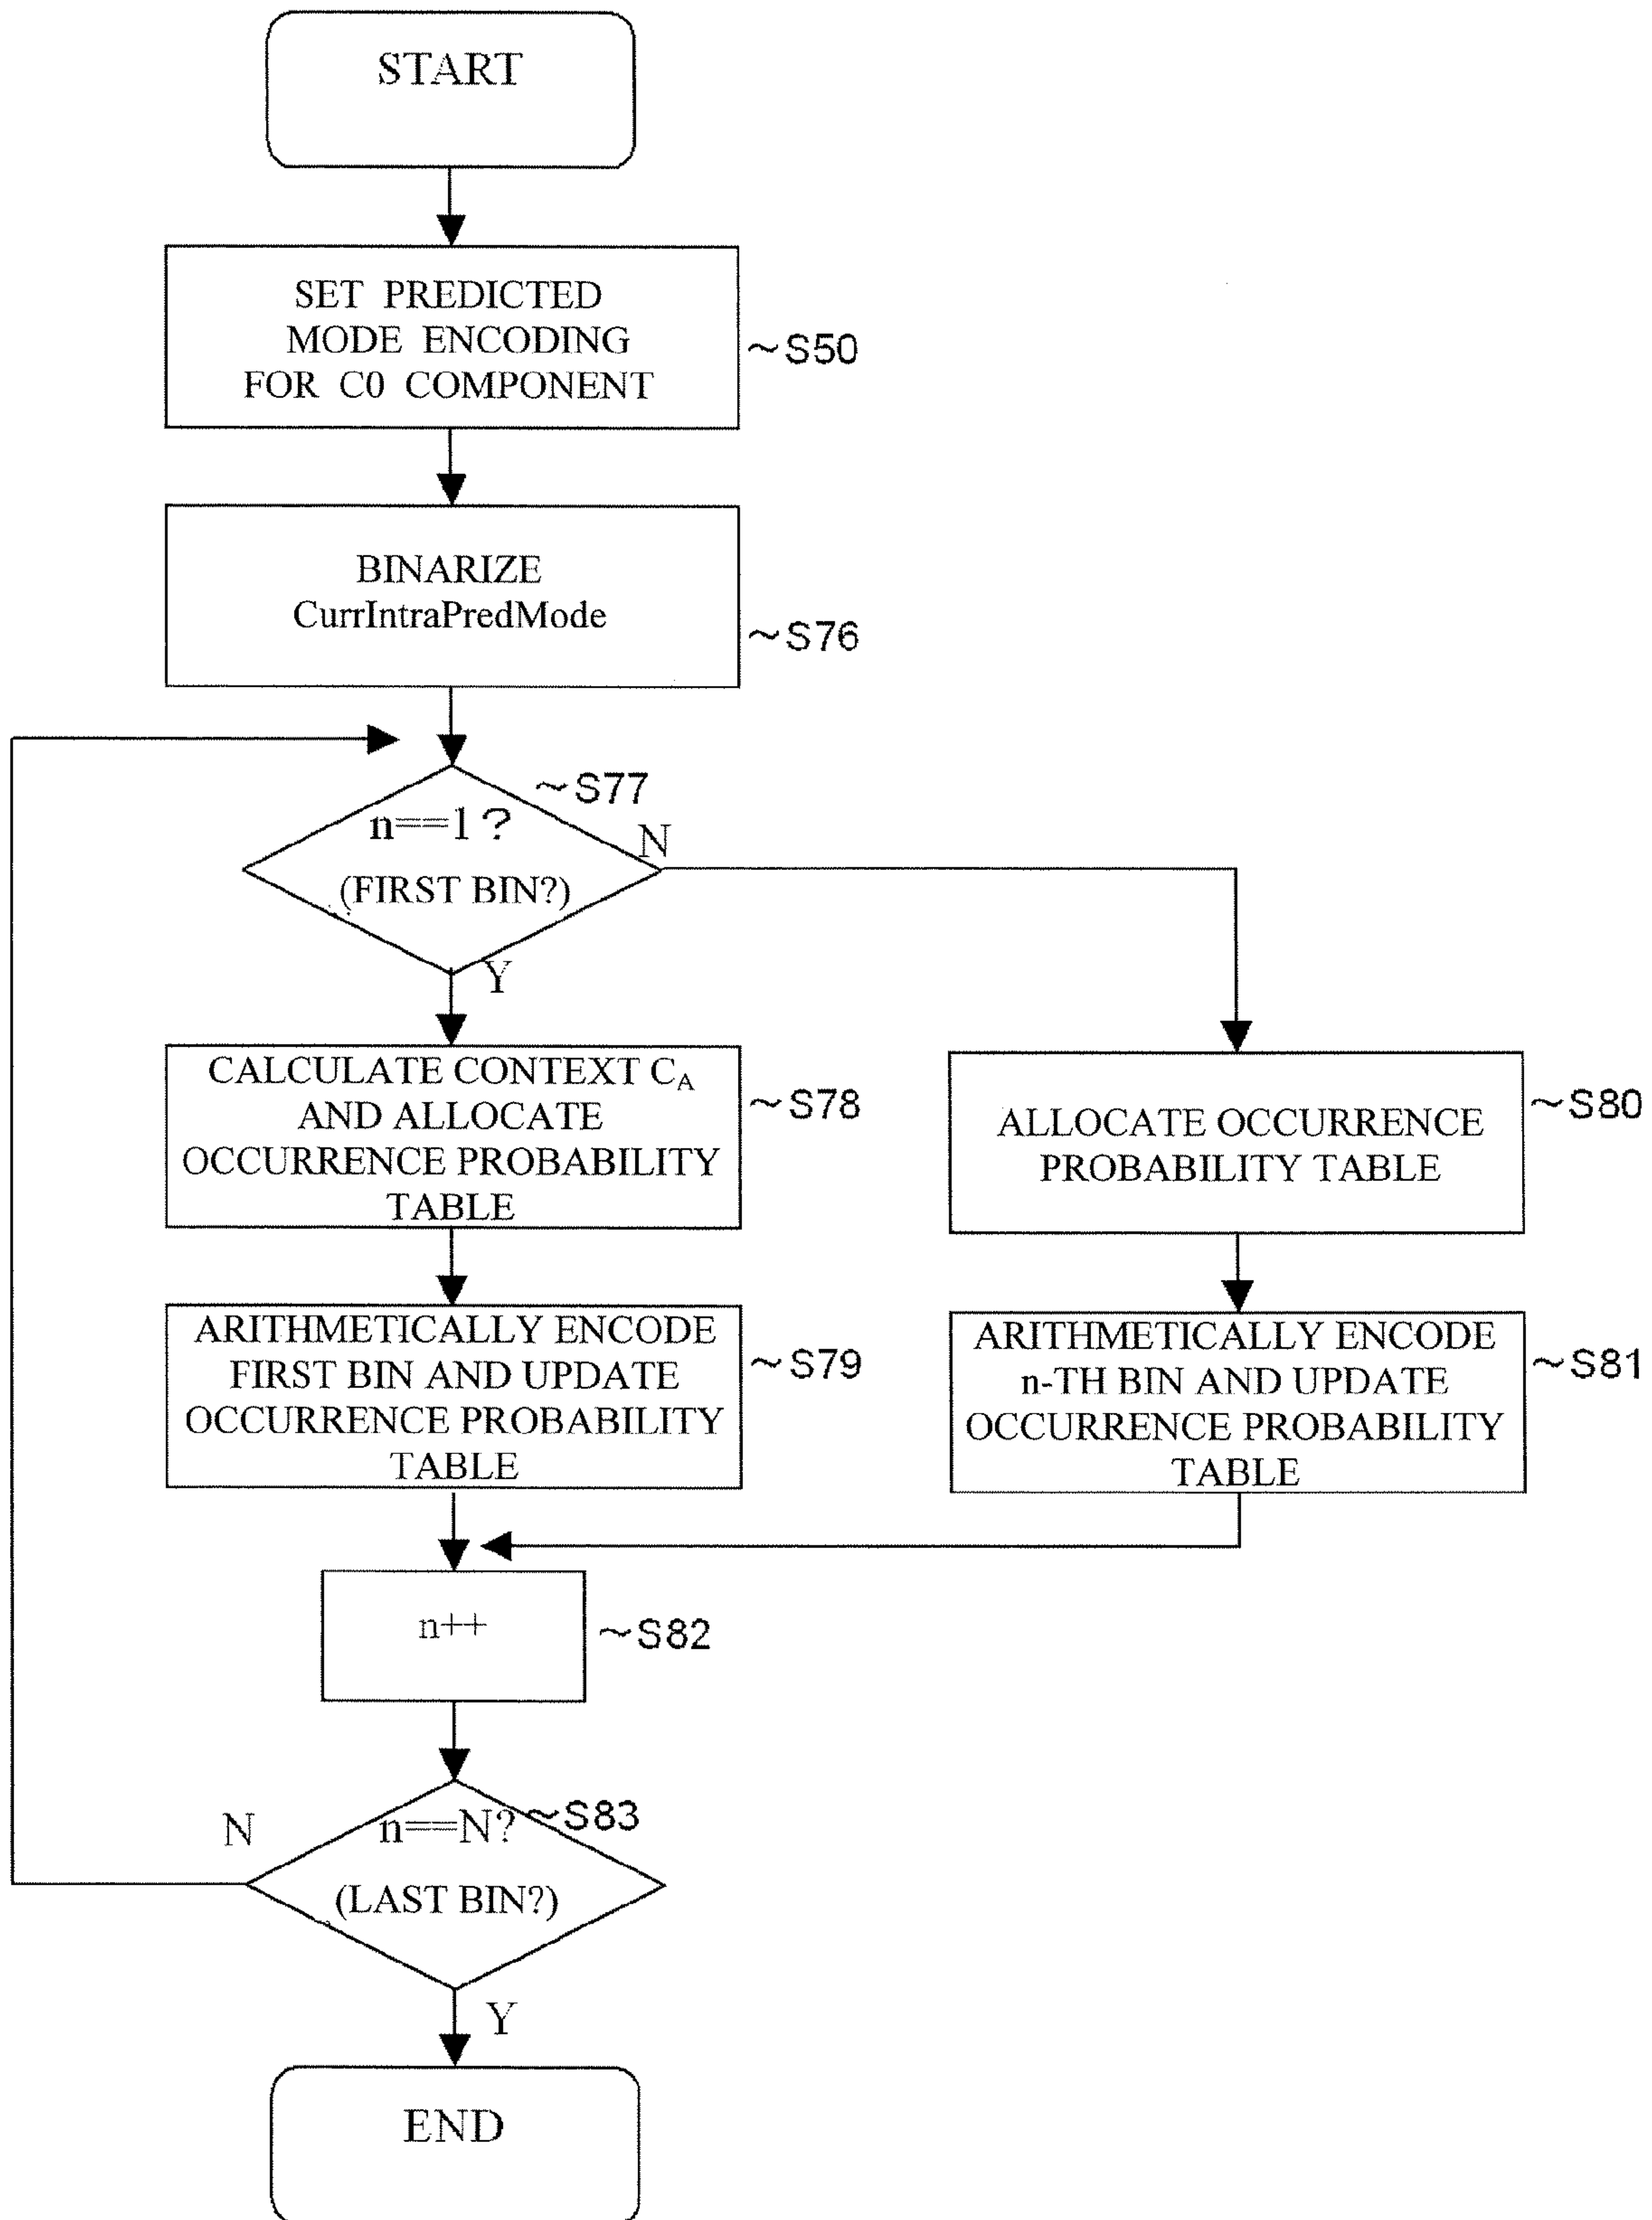 START
SET PREDICTED
MODE ENCODING
FOR C0 COMPONENT
~S50
BINARIZE
CurrIntraPredMode
~S76
~S77
n==1?
(FIRST BIN?)
N
Y
CALCULATE CONTEXT CA
AND ALLOCATE
OCCURRENCE PROBABILITY
TABLE
~S78
ALLOCATE OCCURRENCE
PROBABILITY TABLE
~S80
ARITHMETICALLY ENCODE
FIRST BIN AND UPDATE
OCCURRENCE PROBABILITY
TABLE
~S79
ARITHMETICALLY ENCODE
n-TH BIN AND UPDATE
OCCURRENCE PROBABILITY
TABLE
~S81
n++
~S82
~S83
N
n==N?
(LAST BIN?)
Y
END